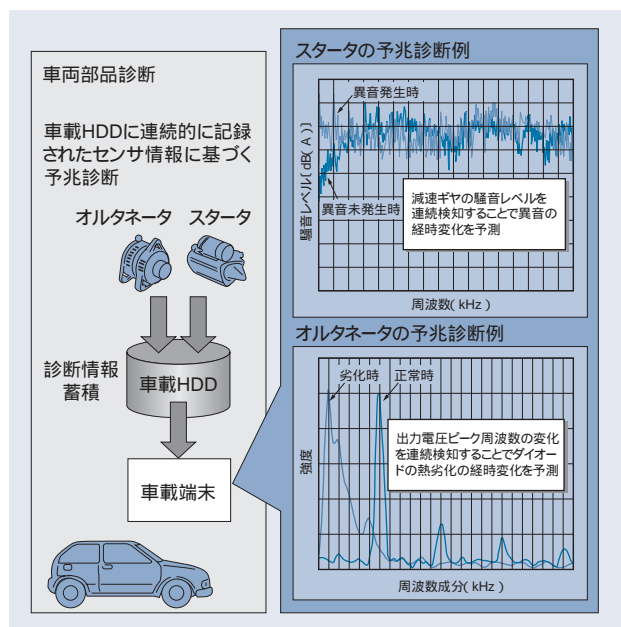 車両部品診断
車載HDDに連続的に記録
されたセンサ情報に基づく
予兆診断
オルタネータ スタータ
診断情報
蓄積
車載HDD
車載端末
スタータの予兆診断例
異音発生時
異音未発生時
騒音レベル[dB(A)]
減速ギヤの騒音レベルを
連続検知することで異音の
経時変化を予測
周波数(kHz)
オルタネータの予兆診断例
劣化時
正常時
強度
出力電圧ピーク周波数の変化
を連続検知することでダイオー
ドの熱劣化の経時変化を予測
周波数成分(kHz)